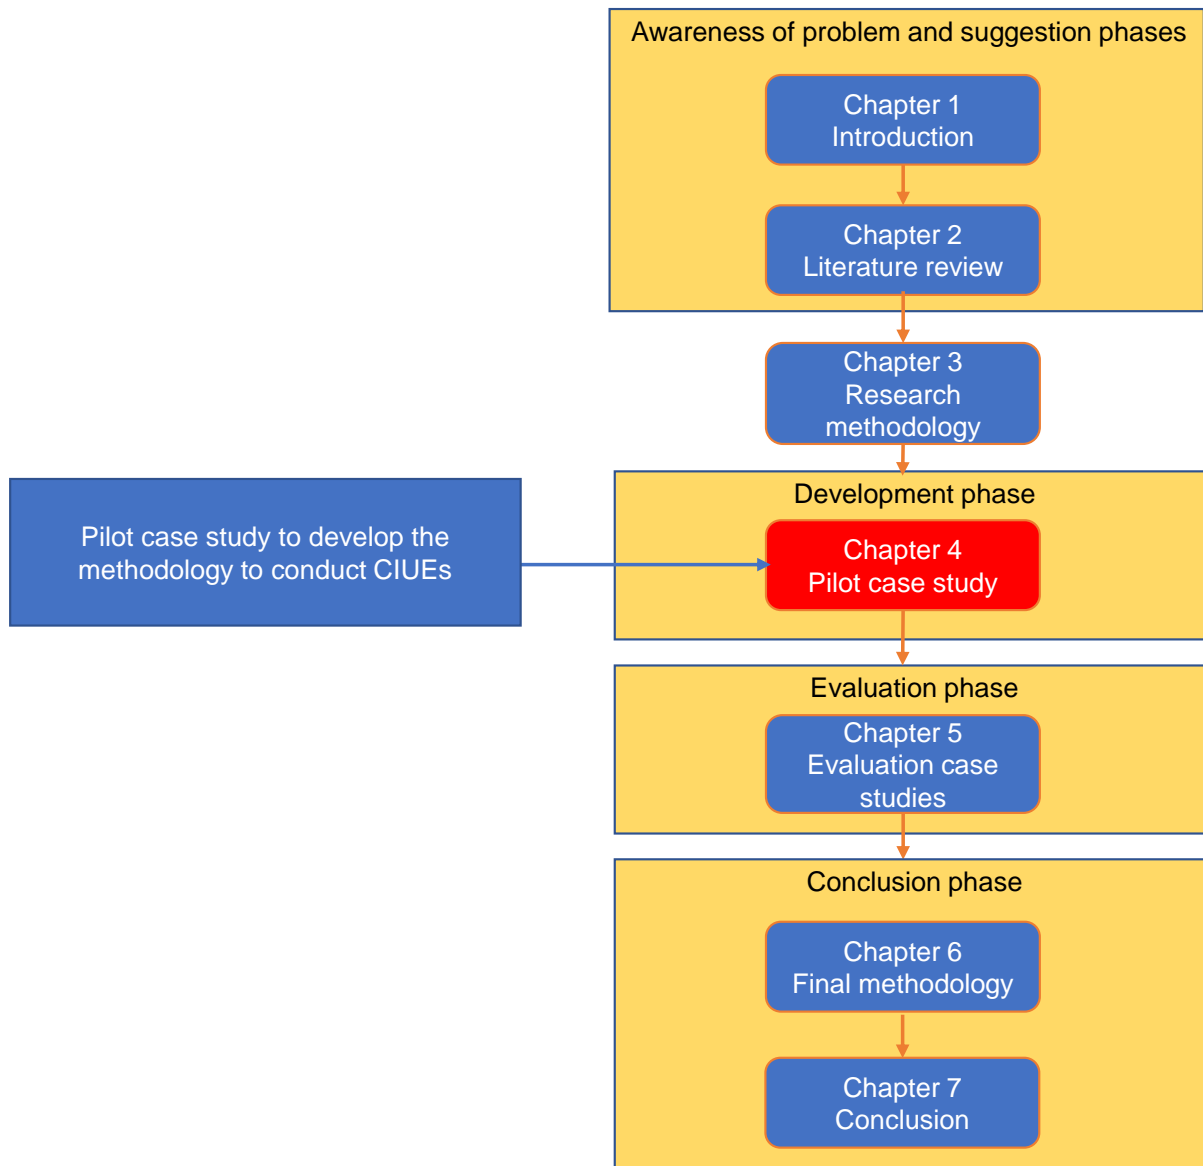 Awareness of problem and suggestion phases
Chapter 1
Introduction
Chapter 2
Literature review
Chapter 3
Research
methodology
Pilot case study to develop the
methodology to conduct CIUEs
Development phase
Chapter 4
Pilot case study
Evaluation phase
Chapter 5
Evaluation case
studies
Conclusion phase
Chapter 6
Final methodology
Chapter 7
Conclusion